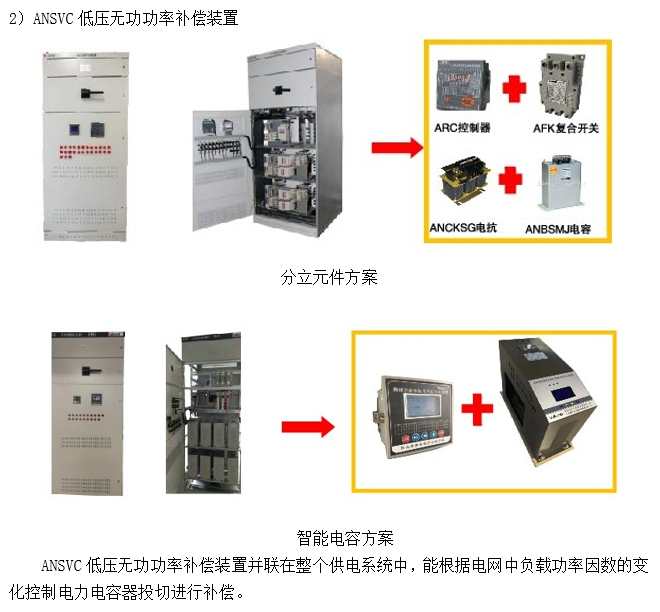 2）ANSVC 低压无功功率补偿装置
ARC控制器
AFK复合开关
ANCKSG电抗
ANBSMJ电容
分立元件方案
智能电容方案
ANSVC 低压无功功率补偿装置并联在整个供电系统中，能根据电网中负载功率因数的变
化控制电力电容器投切进行补偿。